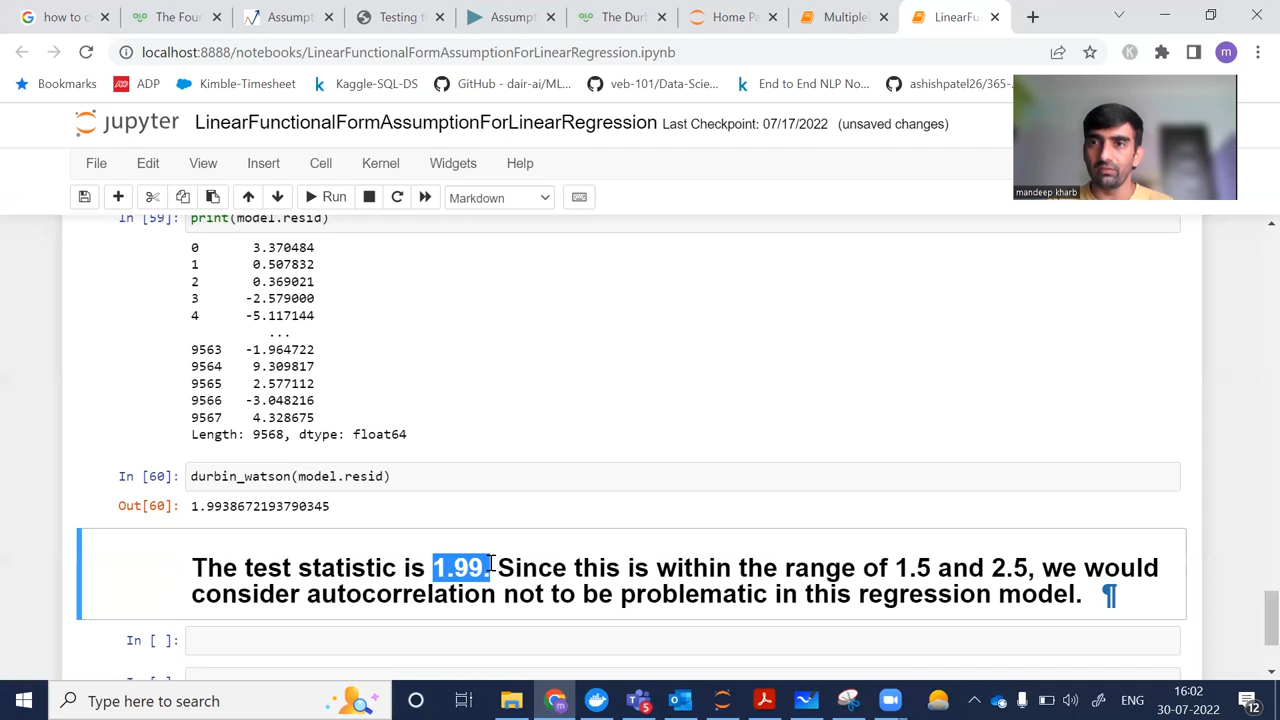 how to c
The Fou
Assumpt
Testing t
Assumpt
The Dur
Home Pa
Multiple
LinearFu
localhost:8888/notebooks/LinearFunctionalFormAssumptionForLinearRegression.ipynb
K
m
Bookmarks
ADP
Kimble-Timesheet
Kaggle-SQL-DS
GitHub - dair-ai/ML...
veb-101/Data-Scie...
End to End NLP No...
ashishpatel26/365-
jupyter
LinearFunctionalFormAssumptionForLinearRegression Last Checkpoint: 07/17/2022 (unsaved changes)
mandeep kharb
File Edit View Insert Cell Kernel Widgets Help
Run
Markdown
In [59]: print(model.resid)
0 3.370484
1 0.507832
2 0.369021
3 -2.579000
4 -5.117144
...
9563 -1.964722
9564 9.309817
9565 2.577112
9566 -3.048216
9567 4.328675
Length: 9568, dtype: float64
In [60]: durbin_watson(model.resid)
Out[60]: 1.9938672193790345
The test statistic is 1.99. Since this is within the range of 1.5 and 2.5, we would
consider autocorrelation not to be problematic in this regression model. ¶
In [ ]:
Type here to search
ENG
16:02
30-07-2022
12